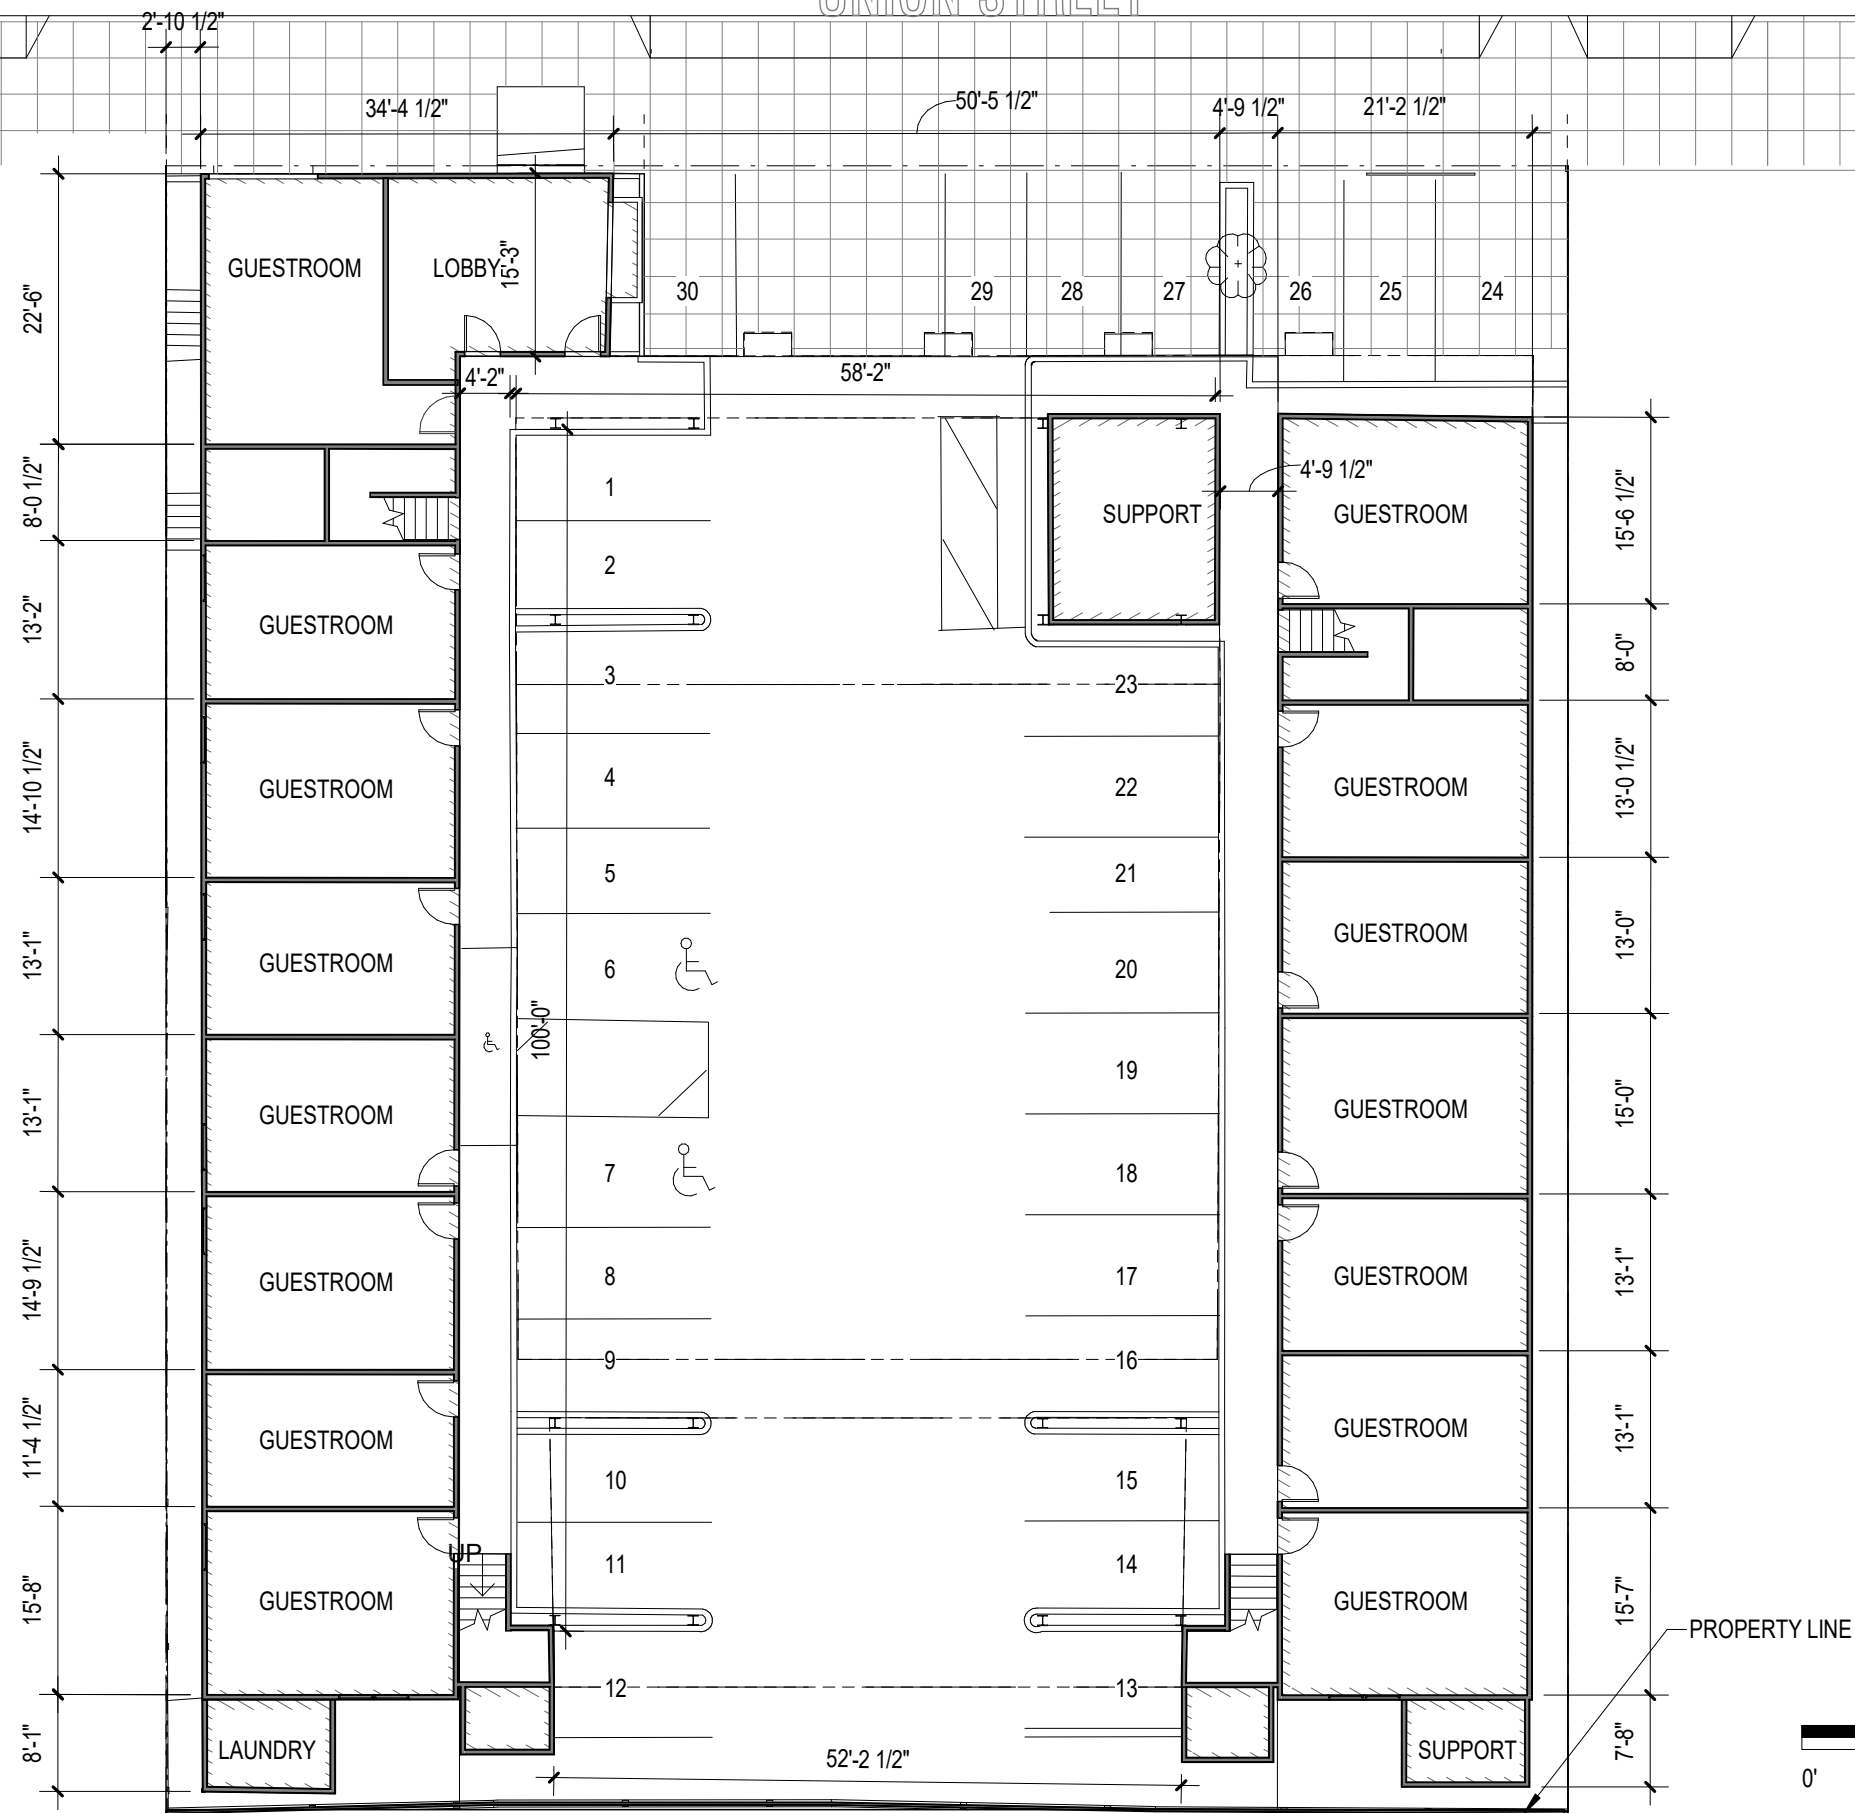 UNION STREET
2'-10 1/2"
34'-4 1/2"
50'-5 1/2"
4'-9 1/2"
21'-2 1/2"
GUESTROOM
LOBBY
15'-3"
30
29
28
27
26
25
24
22'-6"
4'-2"
58'-2"
4'-9 1/2"
8'-0 1/2"
1
SUPPORT
GUESTROOM
15'-6 1/2"
2
13'-2"
GUESTROOM
3
23
8'-0"
14'-10 1/2"
GUESTROOM
4
22
GUESTROOM
13'-0 1/2"
5
21
13'-1"
GUESTROOM
6
20
GUESTROOM
13'-0"
100'-0"
13'-1"
GUESTROOM
19
GUESTROOM
15'-0"
7
18
14'-9 1/2"
GUESTROOM
8
17
GUESTROOM
13'-1"
9
16
11'-4 1/2"
GUESTROOM
10
15
GUESTROOM
13'-1"
UP
11
14
15'-8"
GUESTROOM
GUESTROOM
15'-7"
PROPERTY LINE
12
13
8'-1"
LAUNDRY
52'-2 1/2"
SUPPORT
7'-8"
0'